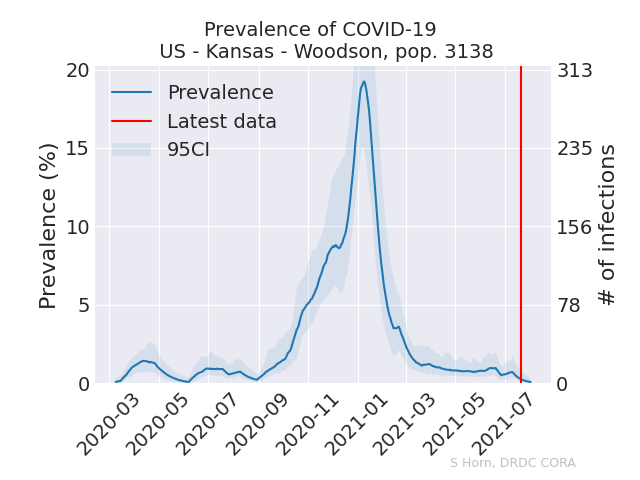 Prevalence of COVID-19
US - Kansas - Woodson, pop. 3138
Prevalence
Latest data
95CI
Prevalence (%)
20
15
10
5
0
313
235
156
78
0
# of infections
2020-03
2020-05
2020-07
2020-09
2020-11
2021-01
2021-03
2021-05
2021-07
S Horn, DRDC CORA